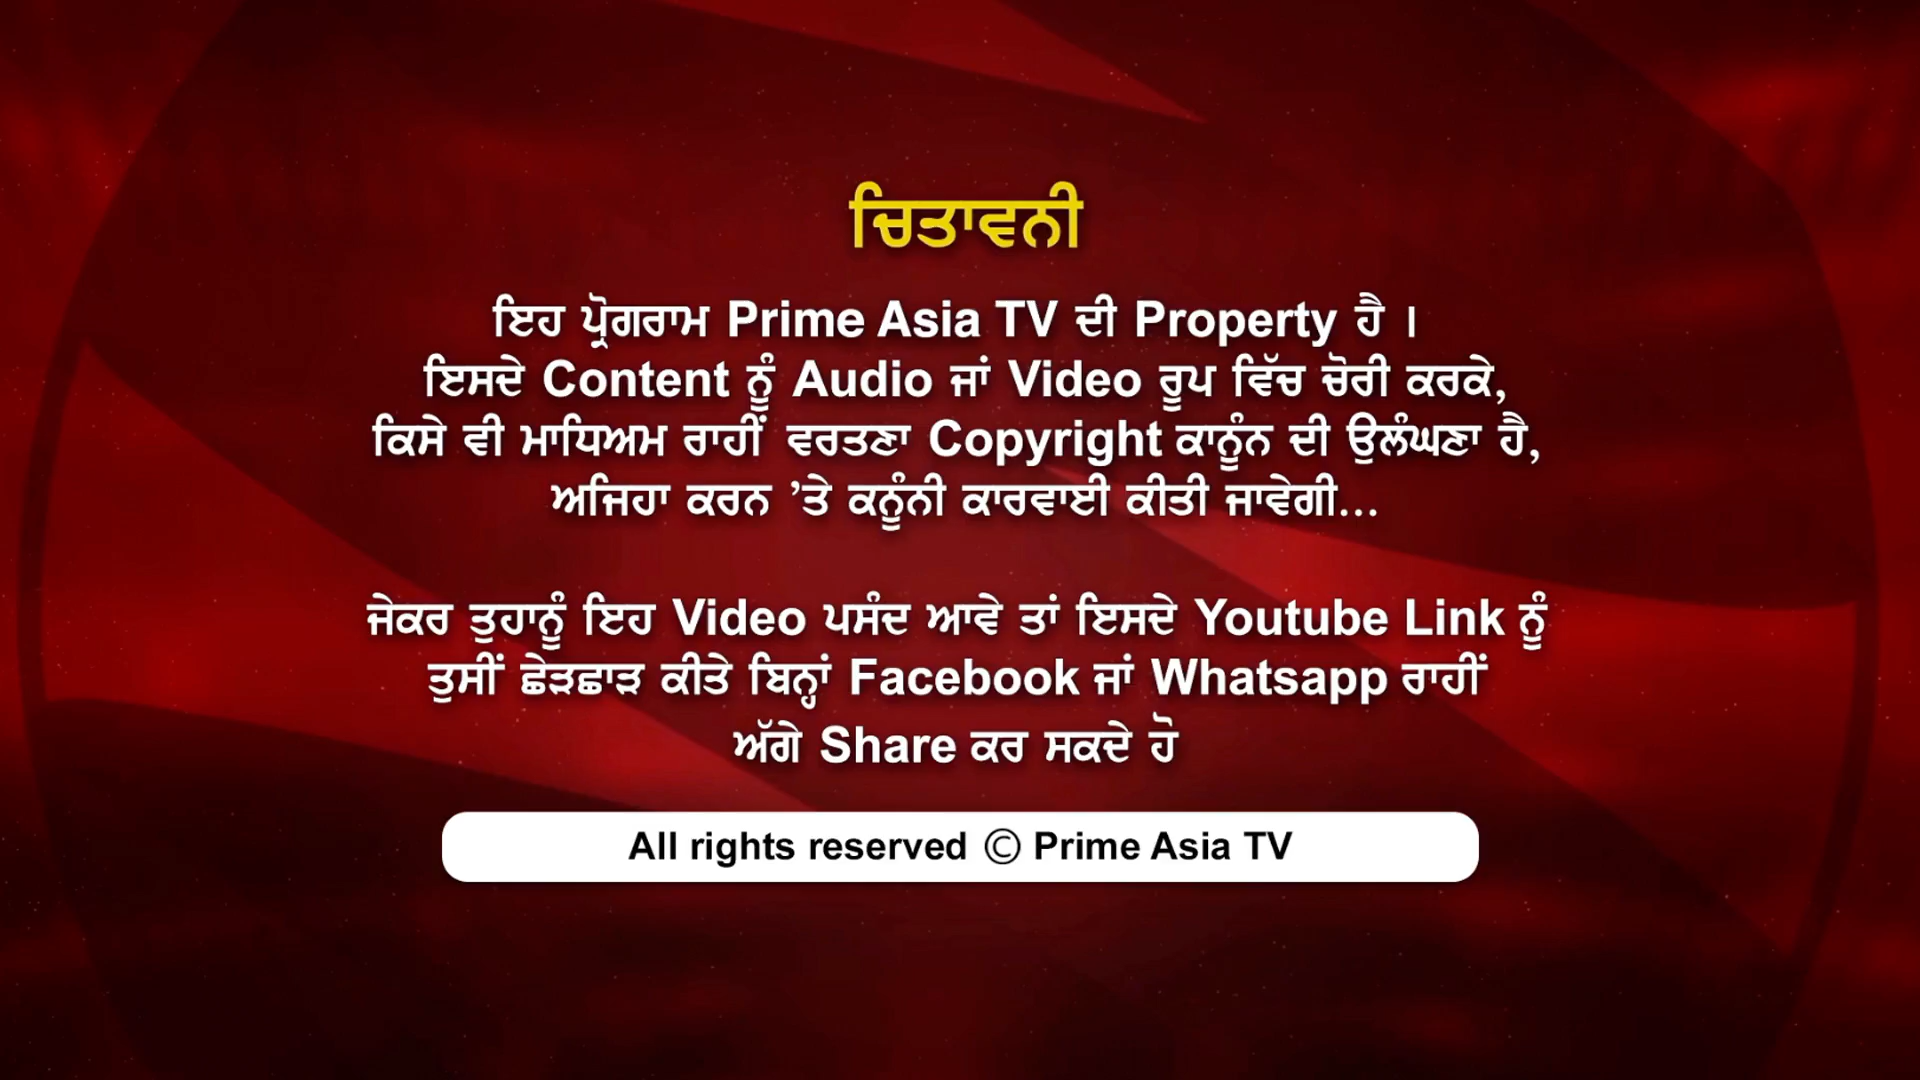 ਚਿਤਾਵਨੀ
ਇਹ ਪ੍ਰੋਗਰਾਮ Prime Asia TV ਦੀ Property ਹੈ ।
ਇਸਦੇ Content ਨੂੰ Audio ਜਾਂ Video ਰੂਪ ਵਿੱਚ ਚੋਰੀ ਕਰਕੇ,
ਕਿਸੇ ਵੀ ਮਾਧਿਅਮ ਰਾਹੀਂ ਵਰਤਣਾ Copyright ਕਾਨੂੰਨ ਦੀ ਉਲੰਘਣਾ ਹੈ,
ਅਜਿਹਾ ਕਰਨ ’ਤੇ ਕਨੂੰਨੀ ਕਾਰਵਾਈ ਕੀਤੀ ਜਾਵੇਗੀ...
ਜੇਕਰ ਤੁਹਾਨੂੰ ਇਹ Video ਪਸੰਦ ਆਵੇ ਤਾਂ ਇਸਦੇ Youtube Link ਨੂੰ
ਤੁਸੀਂ ਛੇੜਛਾੜ ਕੀਤੇ ਬਿਨ੍ਹਾਂ Facebook ਜਾਂ Whatsapp ਰਾਹੀਂ
ਅੱਗੇ Share ਕਰ ਸਕਦੇ ਹੋ
All rights reserved © Prime Asia TV